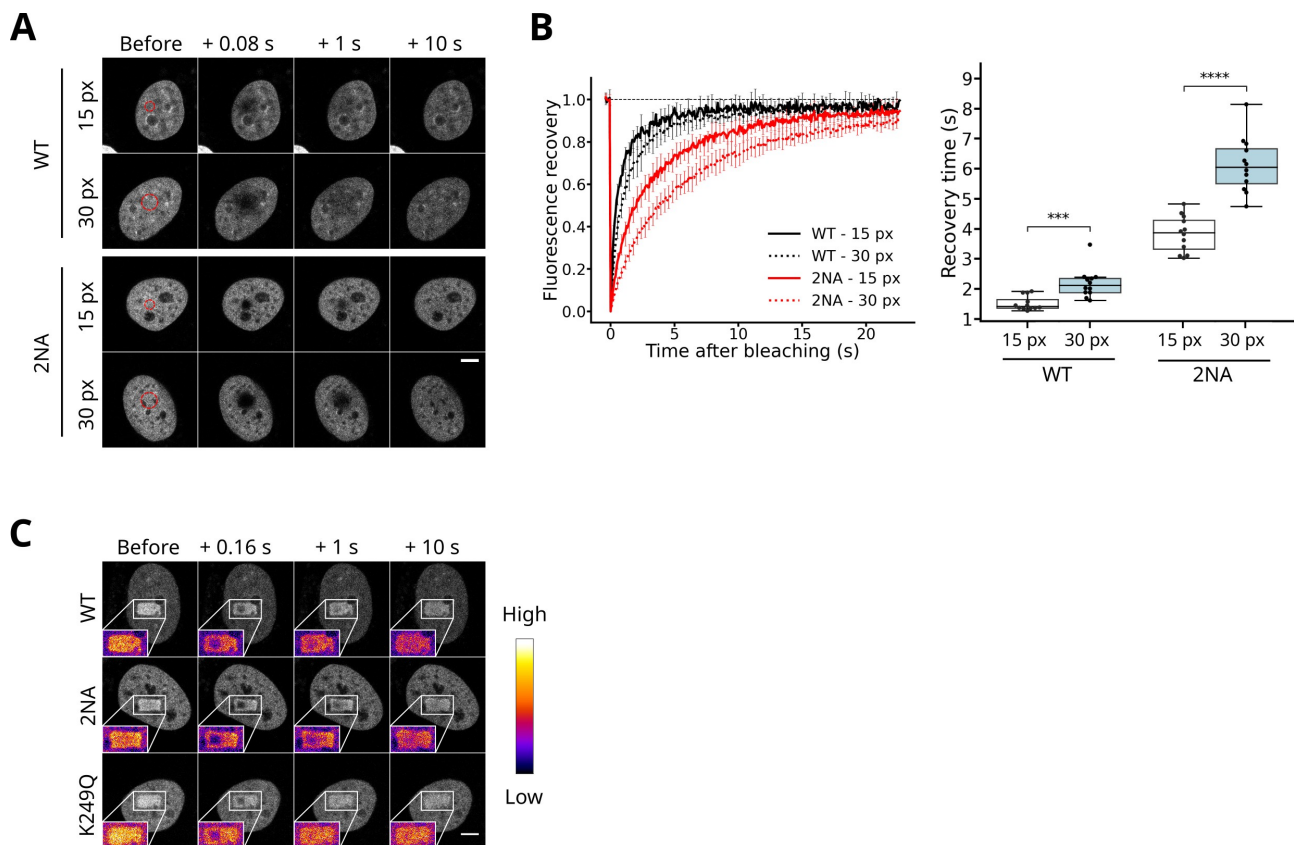 A
Before + 0.08 s + 1 s + 10 s
WT
15 px
30 px
2NA
15 px
30 px
B
Fluorescence recovery
1.0
0.8
0.6
0.4
0.2
0.0
WT - 15 px
WT - 30 px
2NA - 15 px
2NA - 30 px
0 5 10 15 20
Time after bleaching (s)
Recovery time (s)
9
8
7
6
5
4
3
2
1
***
****
15 px 30 px 15 px 30 px
WT 2NA
C
Before + 0.16 s + 1 s + 10 s
WT
2NA
K249Q
High
Low